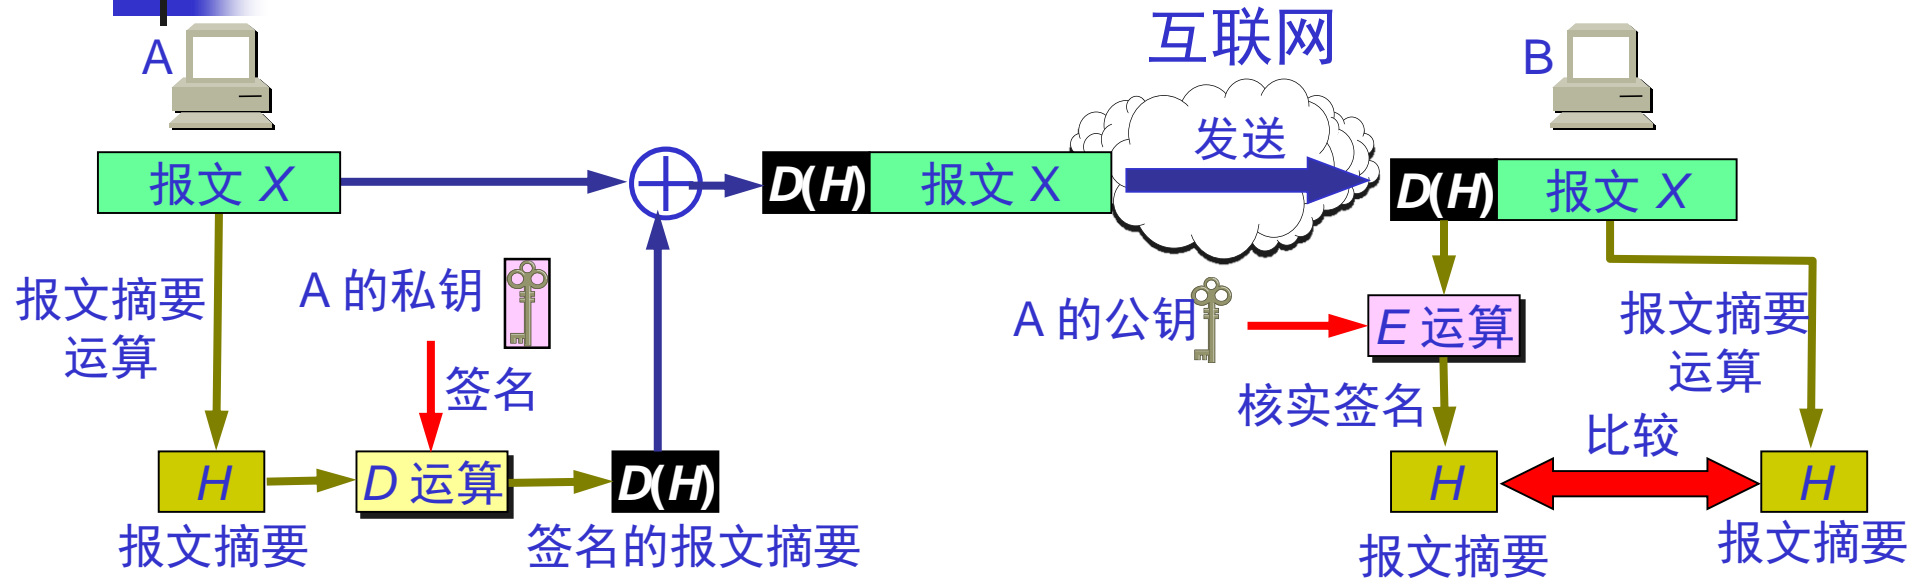 互联网
A
B
发送
报文 X
D(H) 报文 X
D(H) 报文 X
报文摘要
运算
A 的私钥
签名
A 的公钥
E 运算
核实签名
报文摘要
运算
比较
H
D 运算
D(H)
H
H
报文摘要
签名的报文摘要
报文摘要
报文摘要